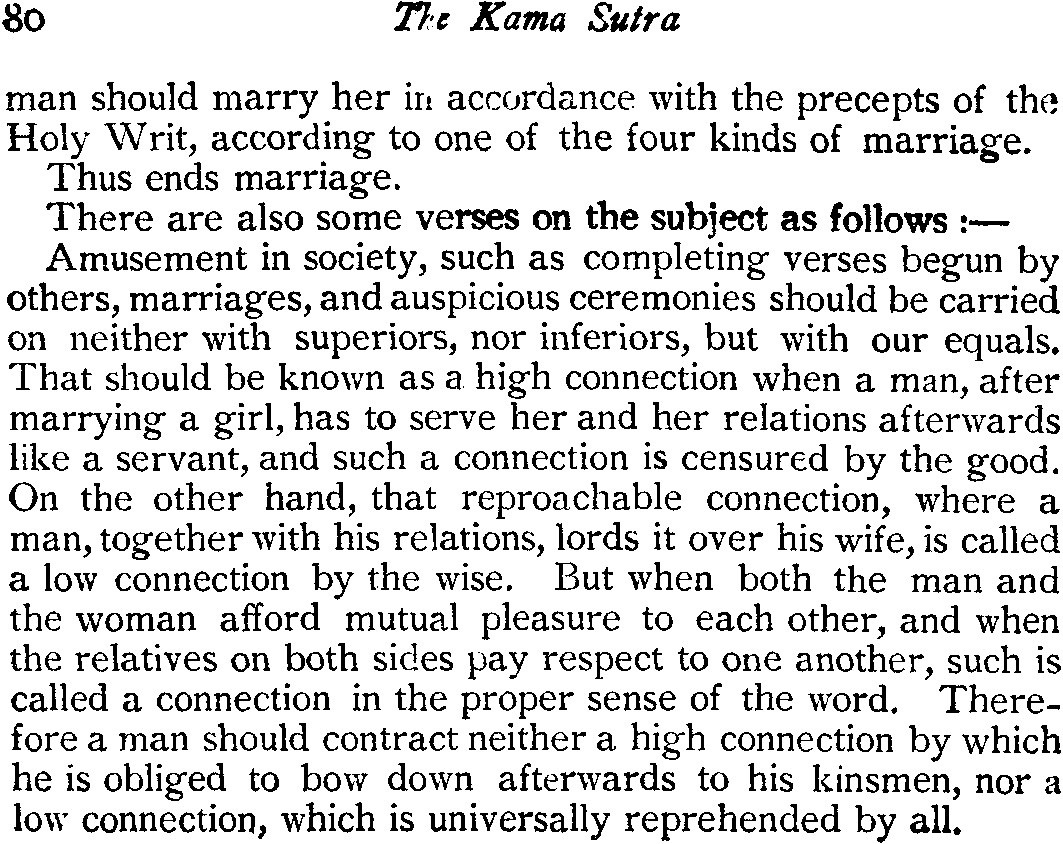 80 The Kama Sutra
man should marry her in accordance with the precepts of the
Holy Writ, according to one of the four kinds of marriage.
Thus ends marriage.
There are also some verses on the subject as follows :—
Amusement in society, such as completing verses begun by
others, marriages, and auspicious ceremonies should be carried
on neither with superiors, nor inferiors, but with our equals.
That should be known as a high connection when a man, after
marrying a girl, has to serve her and her relations afterwards
like a servant, and such a connection is censured by the good.
On the other hand, that reproachable connection, where a
man, together with his relations, lords it over his wife, is called
a low connection by the wise. But when both the man and
the woman afford mutual pleasure to each other, and when
the relatives on both sides pay respect to one another, such is
called a connection in the proper sense of the word. There-
fore a man should contract neither a high connection by which
he is obliged to bow down afterwards to his kinsmen, nor a
low connection, which is universally reprehended by all.